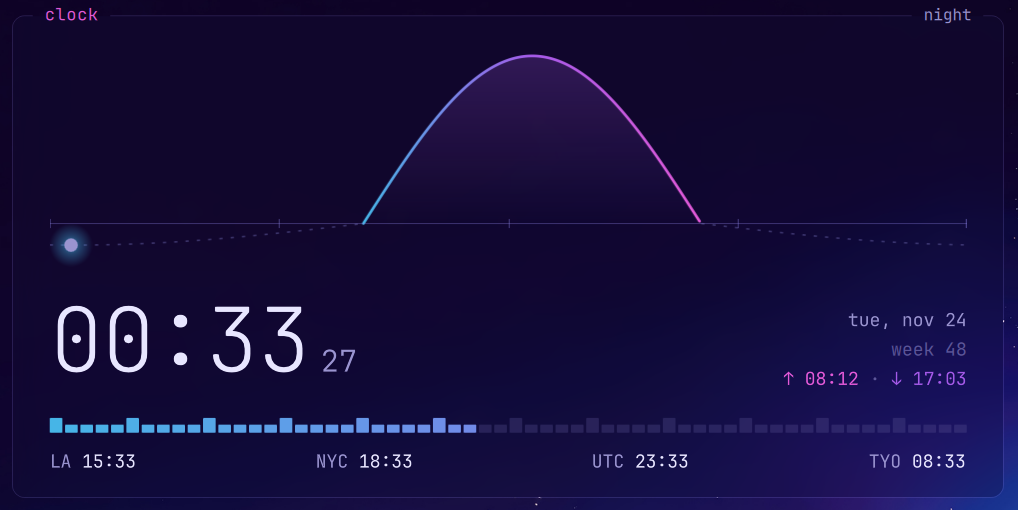 clock night
00:33 27
tue, nov 24
week 48
↑ 08:12 · ↓ 17:03
LA 15:33 NYC 18:33 UTC 23:33 TYO 08:33